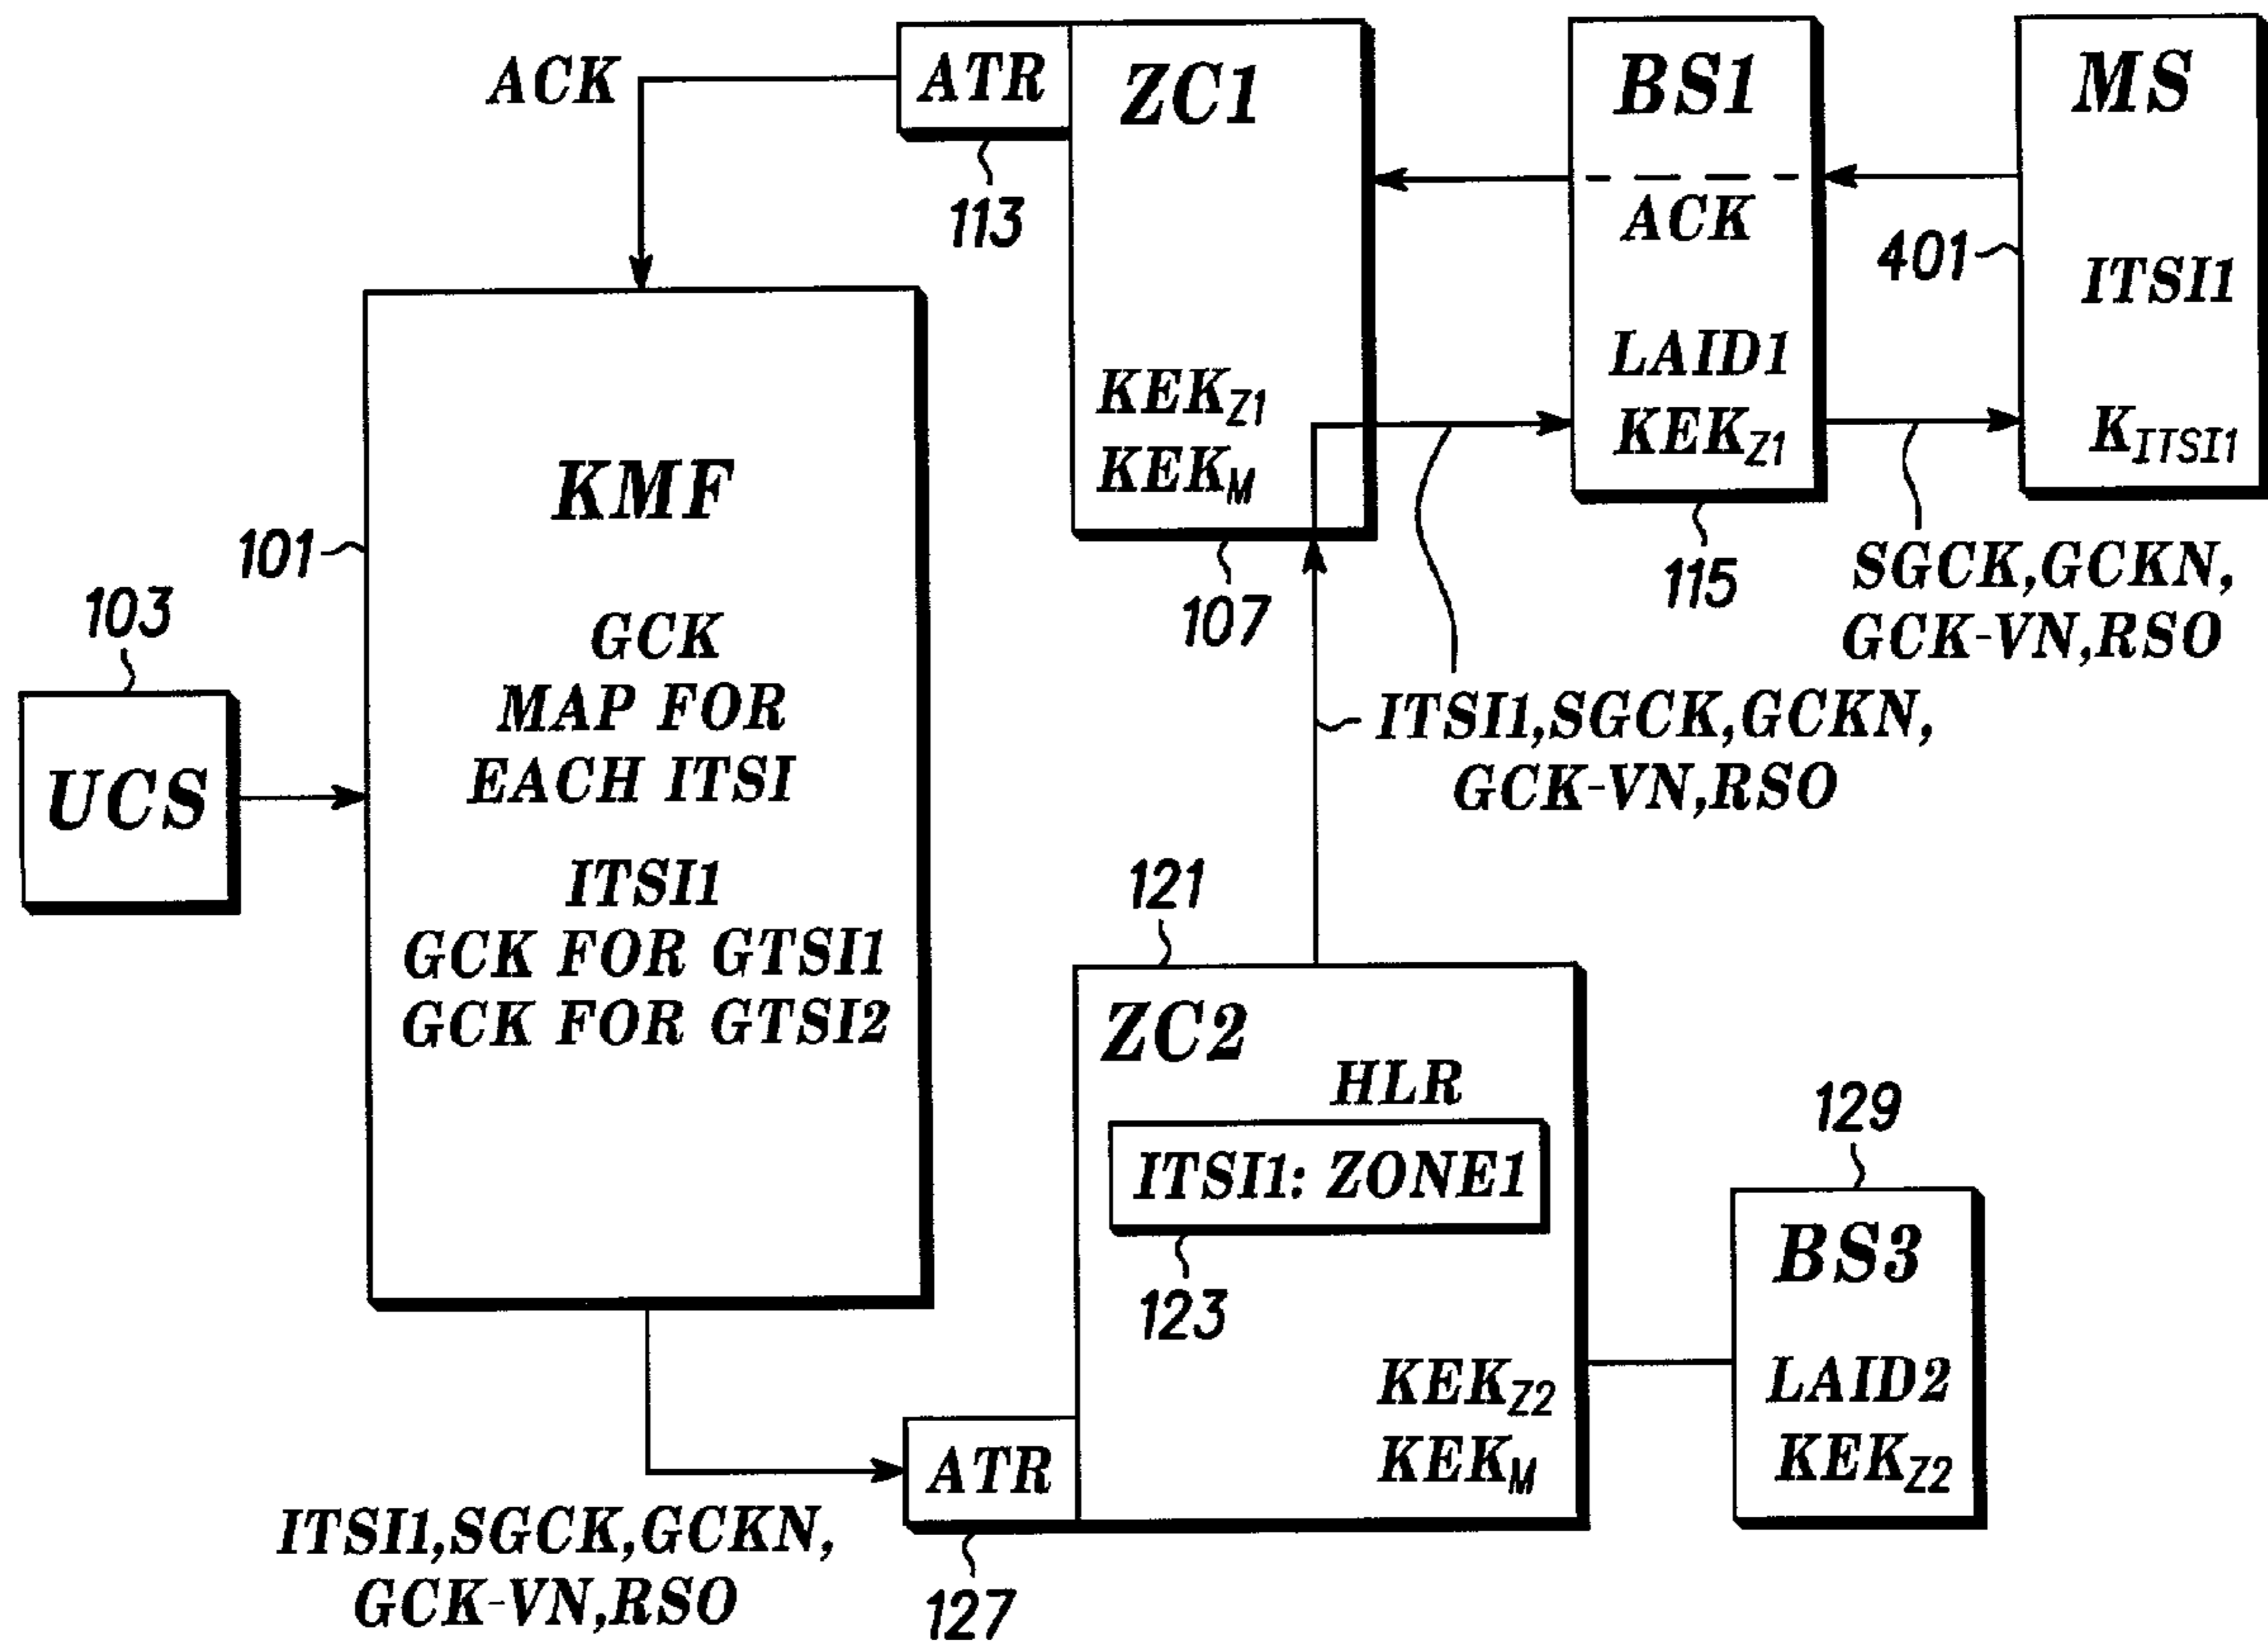 ACK
ATR
ZC1
113
KEKZ1
KEKM
107
BS1
ACK
LAID1
KEKZ1
115
MS
401
ITSI1
KITSI1
SGCK,GCKN,
GCK-VN,RSO
101
KMF
GCK
MAP FOR
EACH ITSI
ITSI1
GCK FOR GTSI1
GCK FOR GTSI2
103
UCS
ITSI1,SGCK,GCKN,
GCK-VN,RSO
121
ZC2
HLR
ITSI1: ZONE1
123
KEKZ2
KEKM
129
BS3
LAID2
KEKZ2
ATR
127
ITSI1,SGCK,GCKN,
GCK-VN,RSO